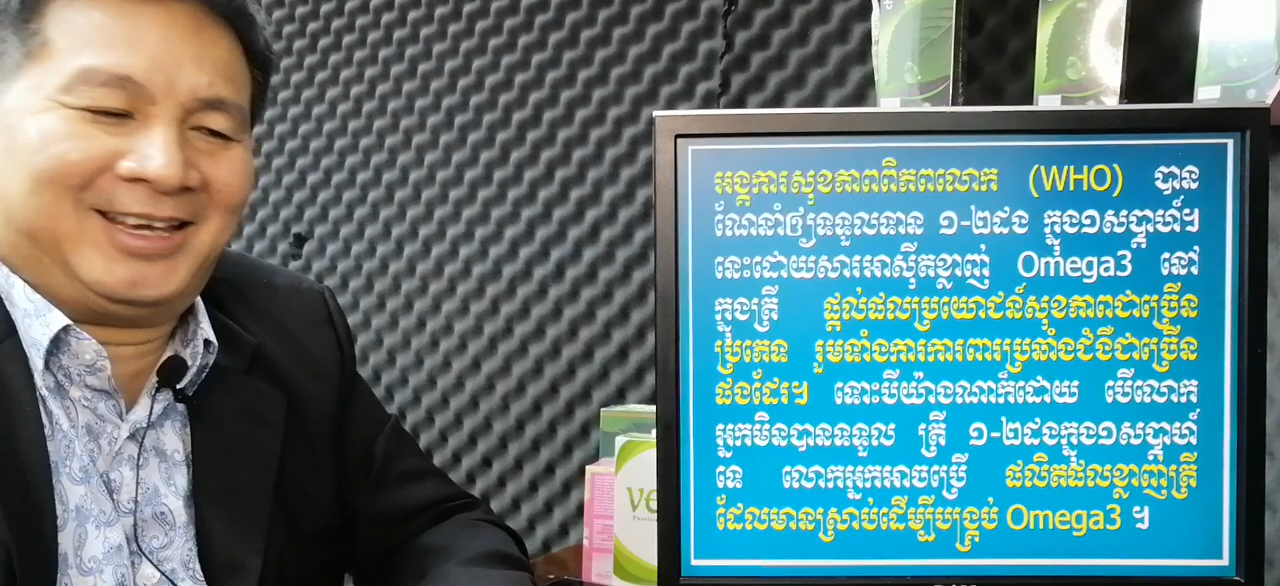 អង្គការសុខភាពពិភពលោក (WHO) បាន
ណែនាំឲ្យទទួលទាន ១-២ដង ក្នុង១សប្តាហ៍។
នេះដោយសារអាស៊ីតខ្លាញ់ Omega3 នៅ
ក្នុងត្រី ផ្តល់ផលប្រយោជន៍សុខភាពជាច្រើន
ប្រភេទ រួមទាំងការការពារប្រឆាំងជំងឺជាច្រើន
ផងដែរ។ ទោះបីយ៉ាងណាក៏ដោយ បើលោក
អ្នកមិនបានទទួល ត្រី ១-២ដងក្នុង១សប្តាហ៍
ទេ លោកអ្នកអាចប្រើ ផលិតផលខ្លាញ់ត្រី
ដែលមានស្រាប់ដើម្បីបង្គ្រប់ Omega3 ។